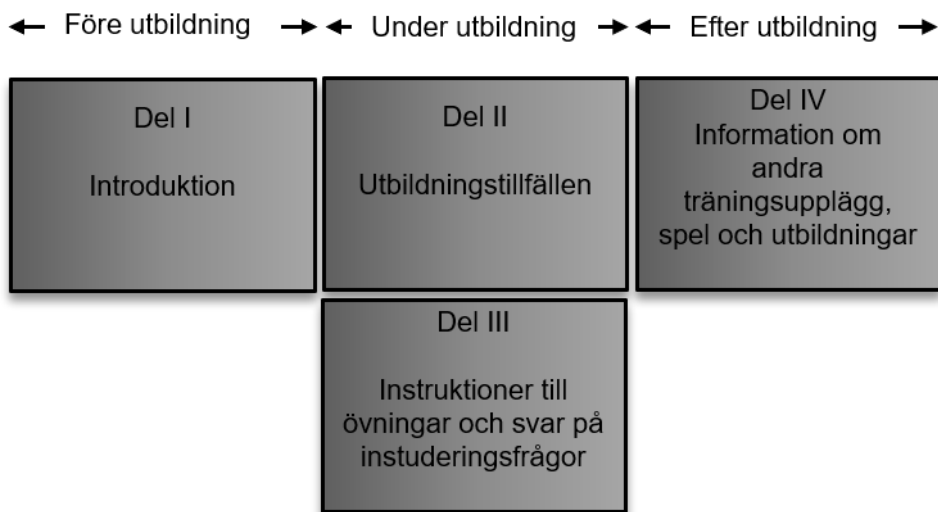 Före utbildning
Under utbildning
Efter utbildning
Del I
Introduktion
Del II
Utbildningstillfällen
Del IV
Information om
andra
träningsupplägg,
spel och utbildningar
Del III
Instruktioner till
övningar och svar på
instuderingsfrågor